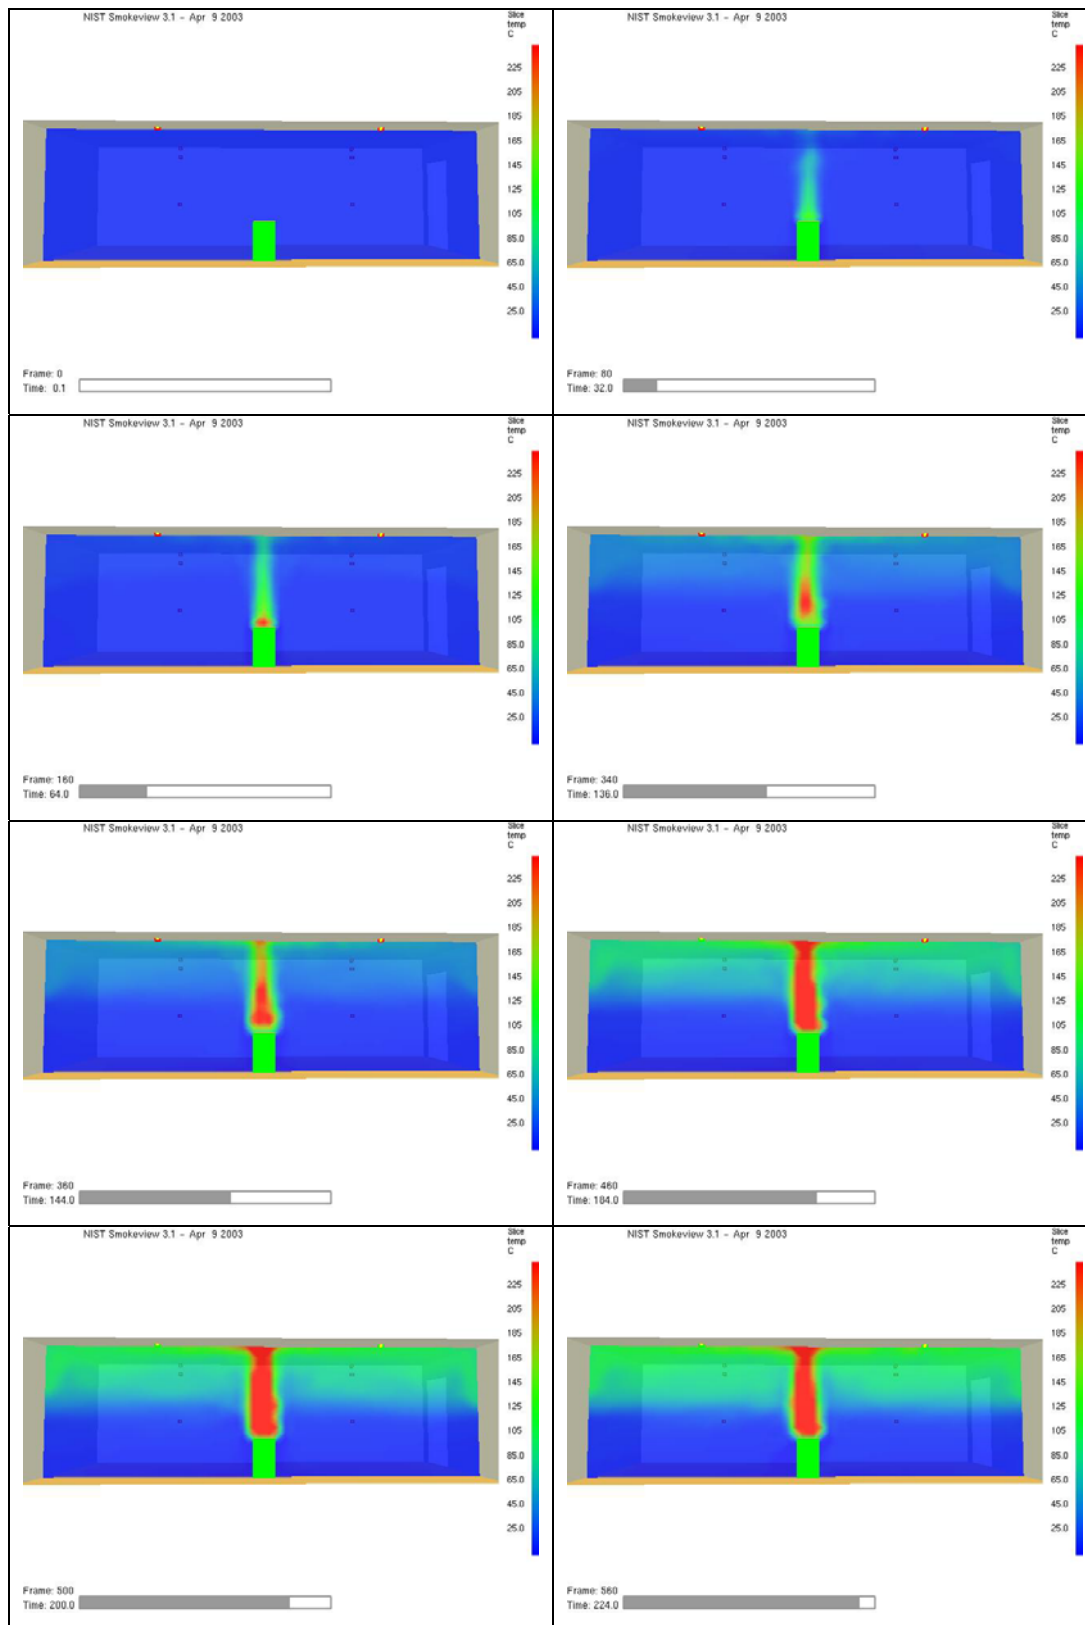 NIST Smokeview 3.1 - Apr 9 2003
Slice
temp
C
225
205
185
165
145
125
105
85.0
65.0
45.0
25.0
Frame: 0
Time: 0.1
NIST Smokeview 3.1 - Apr 9 2003
Slice
temp
C
225
205
185
165
145
125
105
85.0
65.0
45.0
25.0
Frame: 80
Time: 32.0
NIST Smokeview 3.1 - Apr 9 2003
Slice
temp
C
225
205
185
165
145
125
105
85.0
65.0
45.0
25.0
Frame: 160
Time: 64.0
NIST Smokeview 3.1 - Apr 9 2003
Slice
temp
C
225
205
185
165
145
125
105
85.0
65.0
45.0
25.0
Frame: 340
Time: 136.0
NIST Smokeview 3.1 - Apr 9 2003
Slice
temp
C
225
205
185
165
145
125
105
85.0
65.0
45.0
25.0
Frame: 360
Time: 144.0
NIST Smokeview 3.1 - Apr 9 2003
Slice
temp
C
225
205
185
165
145
125
105
85.0
65.0
45.0
25.0
Frame: 460
Time: 184.0
NIST Smokeview 3.1 - Apr 9 2003
Slice
temp
C
225
205
185
165
145
125
105
85.0
65.0
45.0
25.0
Frame: 500
Time: 200.0
NIST Smokeview 3.1 - Apr 9 2003
Slice
temp
C
225
205
185
165
145
125
105
85.0
65.0
45.0
25.0
Frame: 560
Time: 224.0